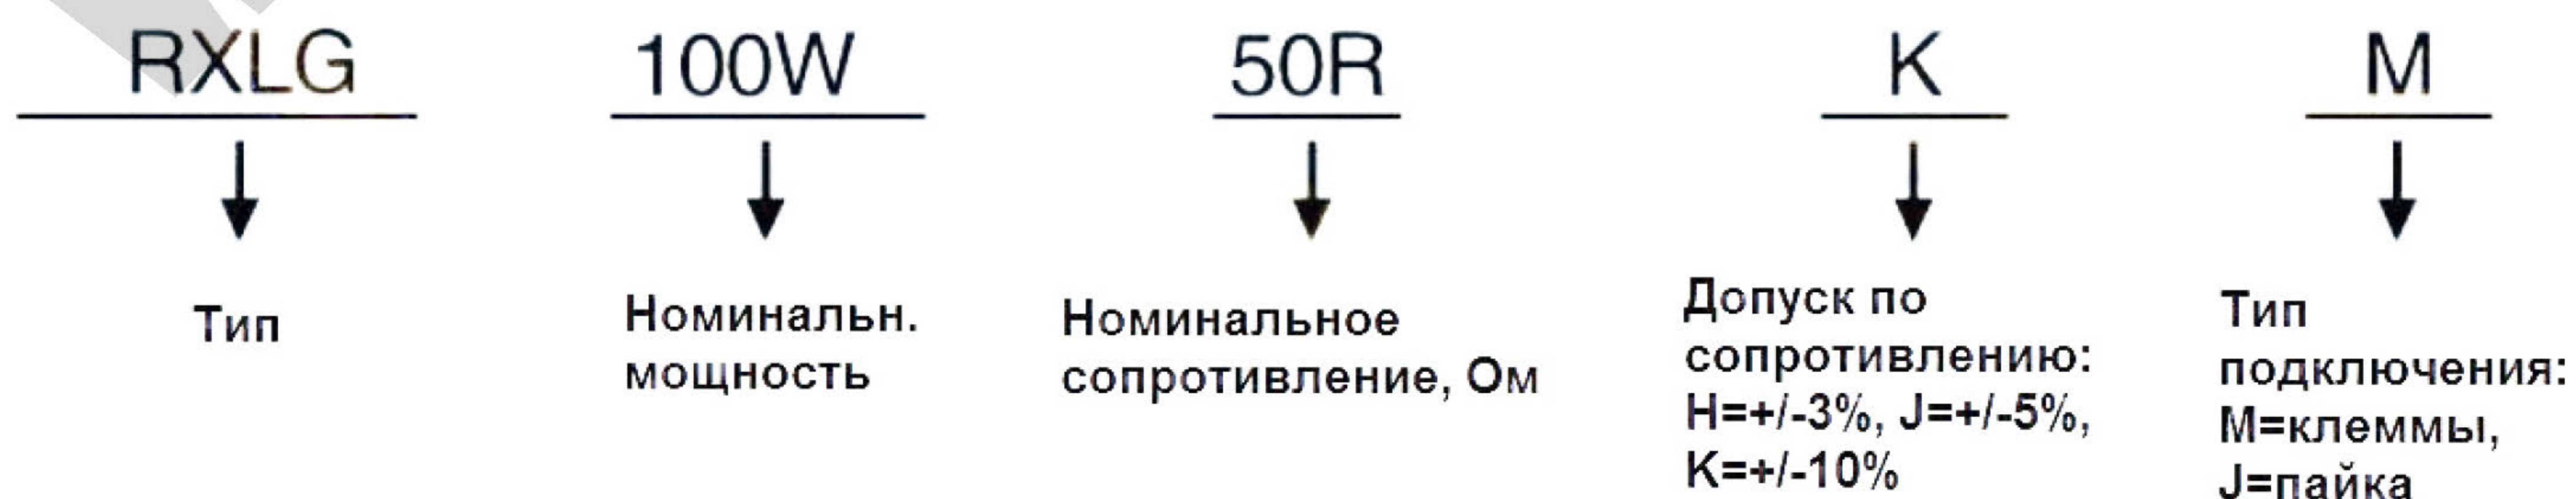 RXLG 100W 50R K M
Тип
Номинальн.
мощность
Номинальное
сопротивление, Ом
Допуск по
сопротивлению:
H=+/-3%, J=+/-5%,
K=+/-10%
Тип
подключения:
M=клеммы,
J=пайка